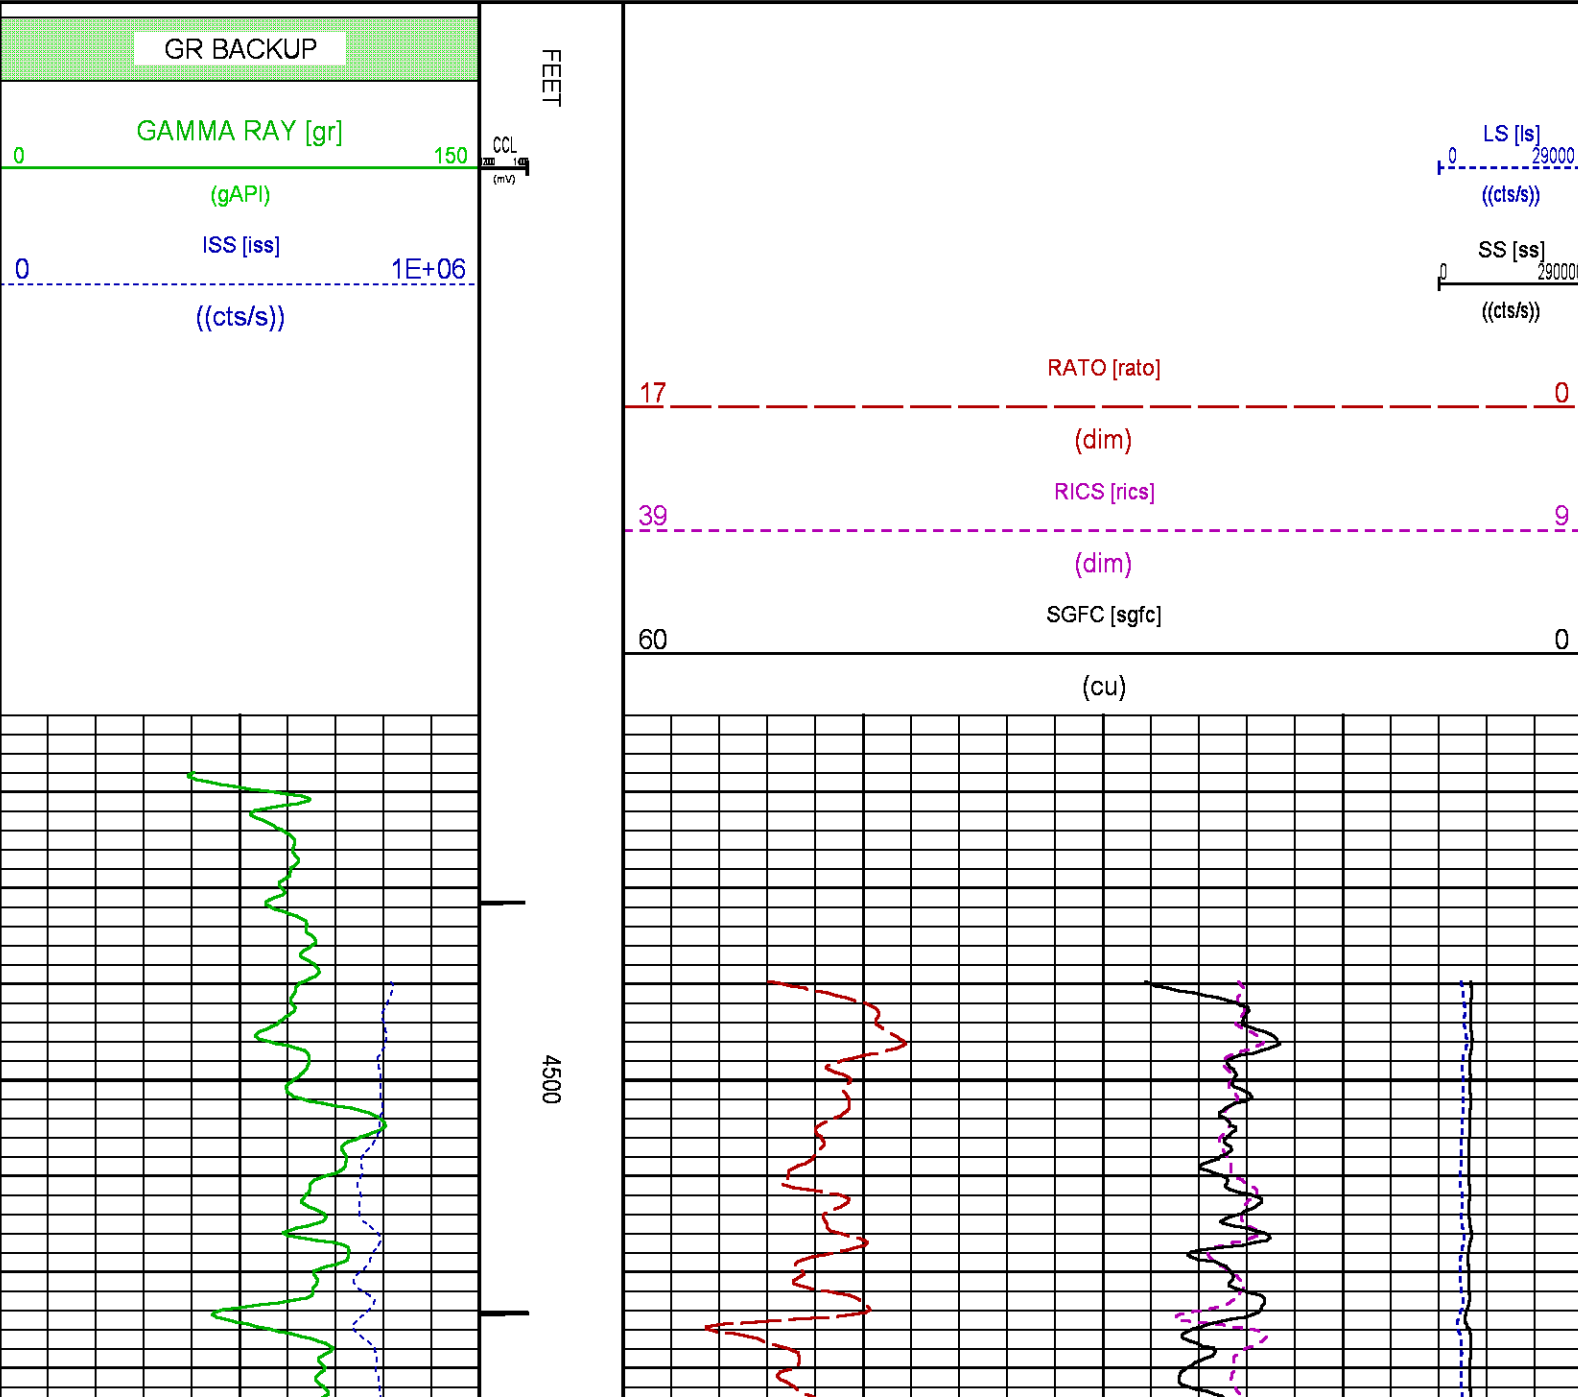 GR BACKUP
GAMMA RAY [gr]
0 150
(gAPI)
ISS [iss]
0 1E+06
((cts/s))
CCL
(mV)
FEET
4500
LS [ls]
0 29000
((cts/s))
SS [ss]
0 290000
((cts/s))
RATO [rato]
17 0
(dim)
RICS [rics]
39 9
(dim)
SGFC [sgfc]
60 0
(cu)